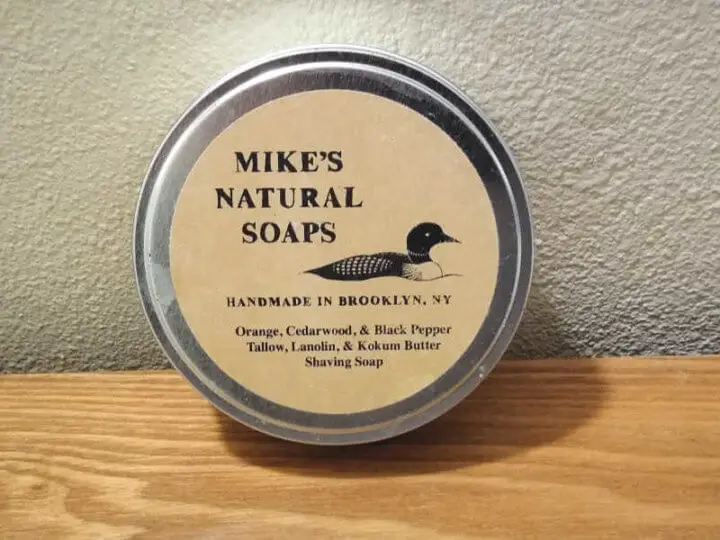 MIKE'S
NATURAL
SOAPS
HANDMADE IN BROOKLYN, NY
Orange, Cedarwood, & Black Pepper
Tallow, Lanolin, & Kokum Butter
Shaving Soap